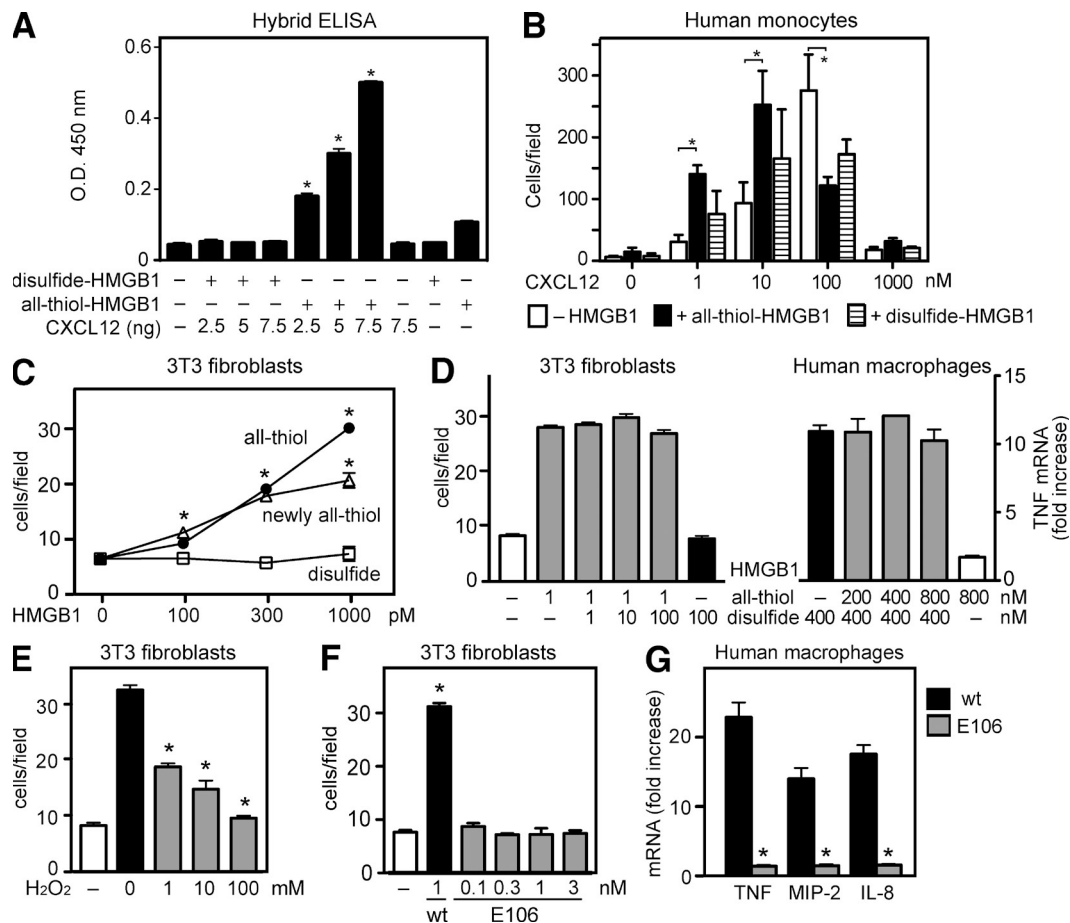 A
Hybrid ELISA
0.6
0.4
0.2
0
O.D. 450 nm
disulfide-HMGB1 – + + + – – – – + –
all-thiol-HMGB1 – – – – + + + – – +
CXCL12 (ng) – 2.5 5 7.5 2.5 5 7.5 7.5 – –
* * *
B
Human monocytes
300
200
100
0
Cells/field
* * *
CXCL12 0 1 10 100 1000 nM
– HMGB1 + all-thiol-HMGB1 + disulfide-HMGB1
C
3T3 fibroblasts
30
20
10
0
cells/field
all-thiol
newly all-thiol
disulfide
* * * *
HMGB1 0 100 300 1000 pM
D
3T3 fibroblasts
30
20
10
0
cells/field
Human macrophages
15
10
5
0
TNF mRNA
(fold increase)
HMGB1
all-thiol – 1 1 1 1 – – 200 400 800 800 nM
disulfide – – 1 10 100 100 400 400 400 400 – nM
E
3T3 fibroblasts
30
20
10
0
cells/field
* * *
H2O2 – 0 1 10 100 mM
F
3T3 fibroblasts
30
20
10
0
cells/field
*
– 1 0.1 0.3 1 3 nM
wt E106
G
Human macrophages
20
10
0
mRNA (fold increase)
* * *
TNF MIP-2 IL-8
wt
E106